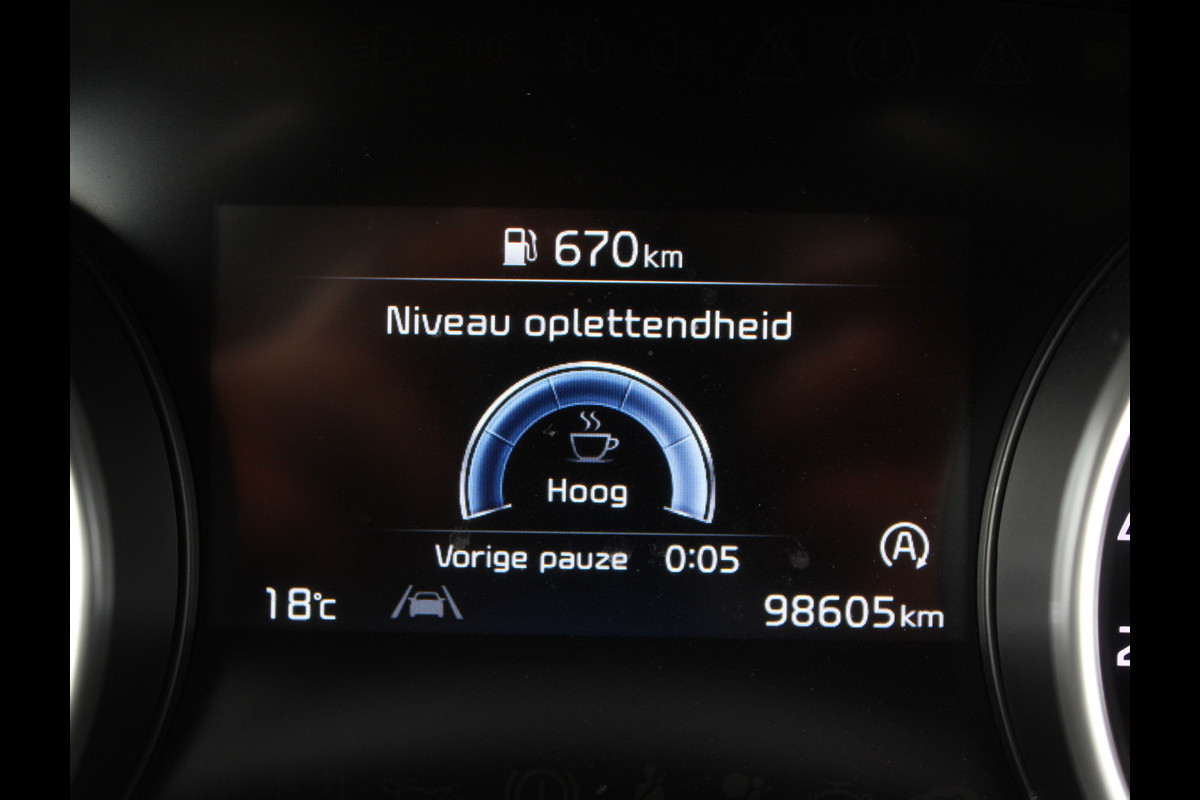 670km
Niveau oplettendheid
Hoog
Vorige pauze 0:05
A
18°C
98605km